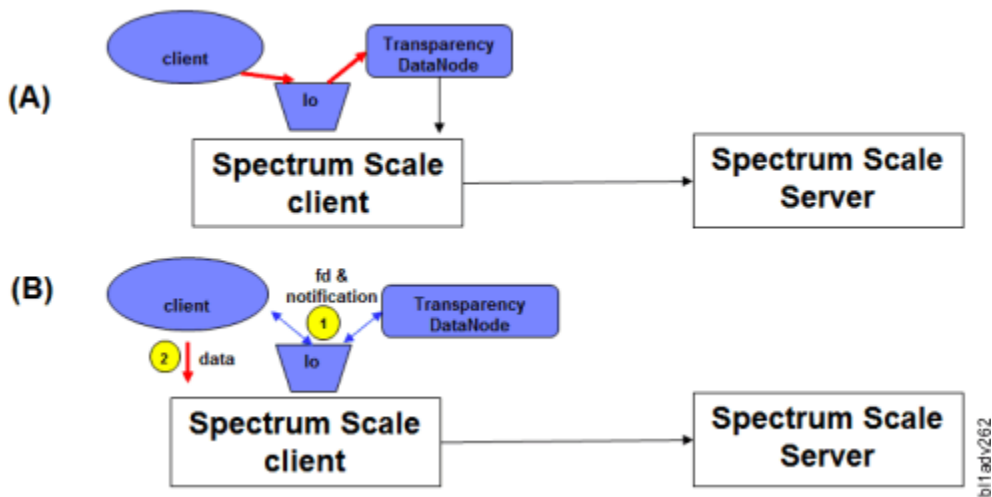 (A)
client
lo
Transparency
DataNode
Spectrum Scale
client
Spectrum Scale
Server
(B)
client
fd &
notification
1
Transparency
DataNode
2
data
lo
Spectrum Scale
client
Spectrum Scale
Server
bl1adv262